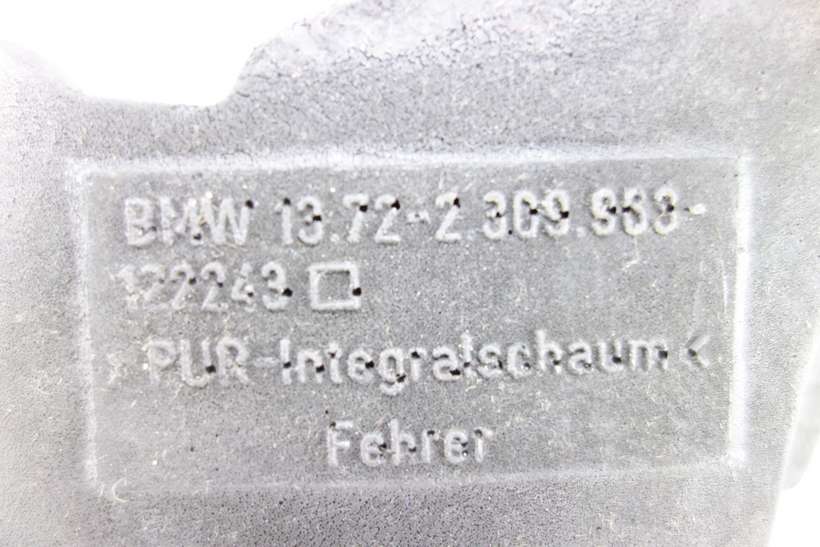 BMW 13.72-2.309.953-
122243
>PUR-Integralschaum<
Fehrer